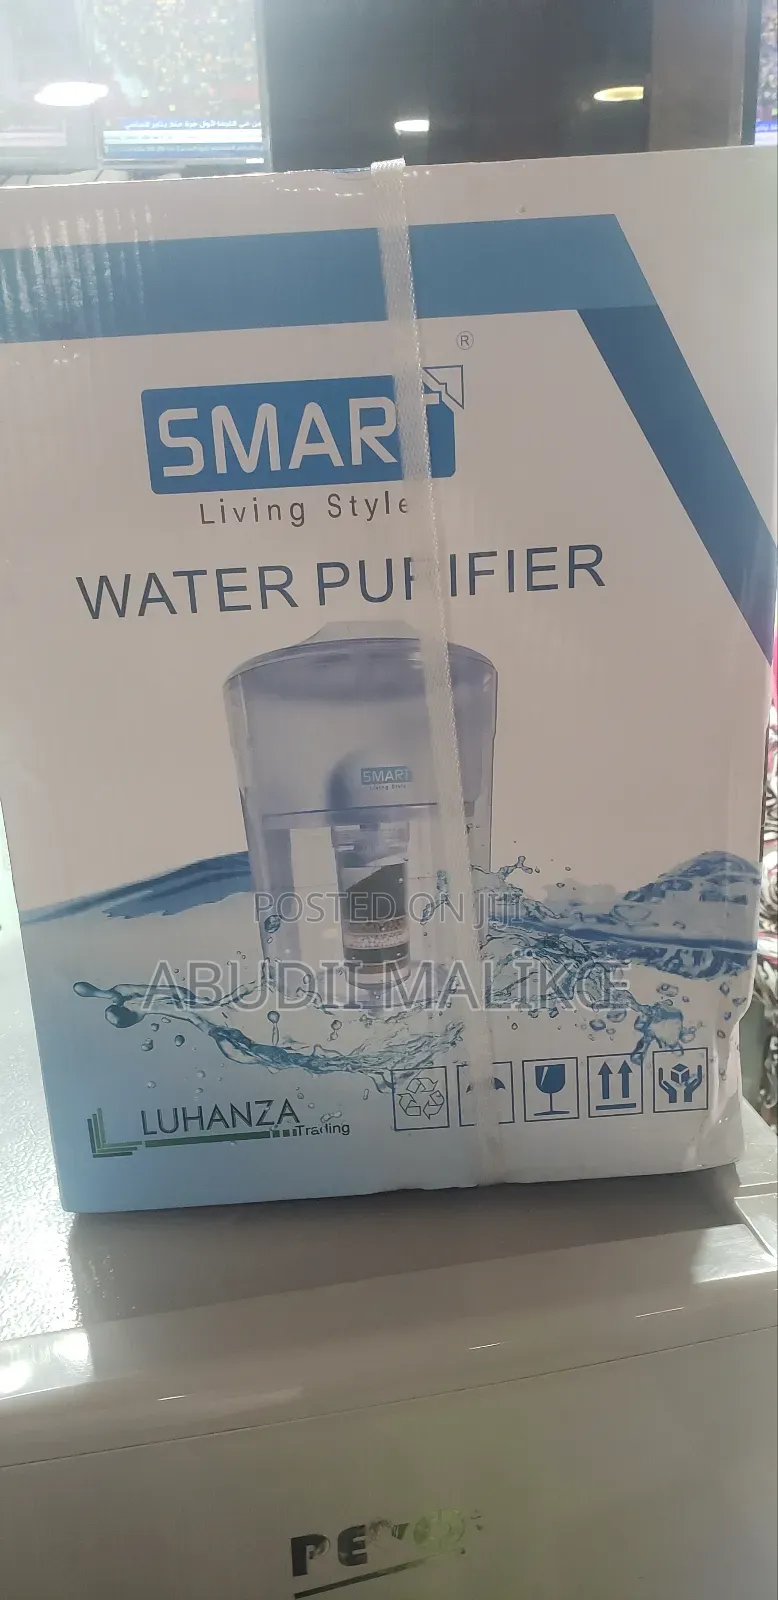 ®
SMART
Living Style
WATER PURIFIER
SMART
Living Style
POSTED ON JIJI
ABUDII MALIKE
LUHANZA
Trading